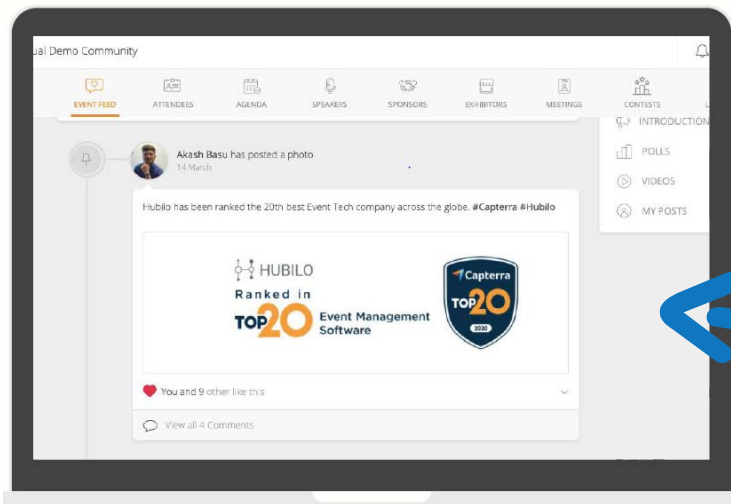 ual Demo Community
EVENT FEED
ATTENDEES
AGENDA
SPEAKERS
SPONSORS
EXHIBITORS
MEETINGS
CONTESTS
L
INTRODUCTION
POLLS
VIDEOS
MY POSTS
Akash Basu has posted a photo
14 March
Hubilo has been ranked the 20th best Event Tech company across the globe. #Capterra #Hubilo
HUBILO
Ranked in
TOP20 Event Management
Software
Capterra
TOP20
2020
You and 9 other like this
View all 4 Comments